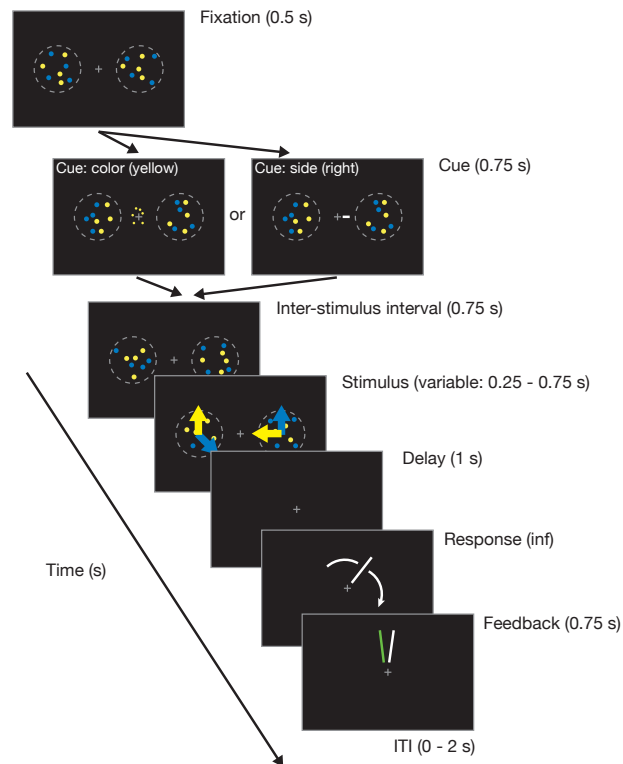 Fixation (0.5 s)
Cue: color (yellow)
Cue: side (right)
Cue (0.75 s)
or
Inter-stimulus interval (0.75 s)
Stimulus (variable: 0.25 - 0.75 s)
Delay (1 s)
Response (inf)
Time (s)
Feedback (0.75 s)
ITI (0 - 2 s)